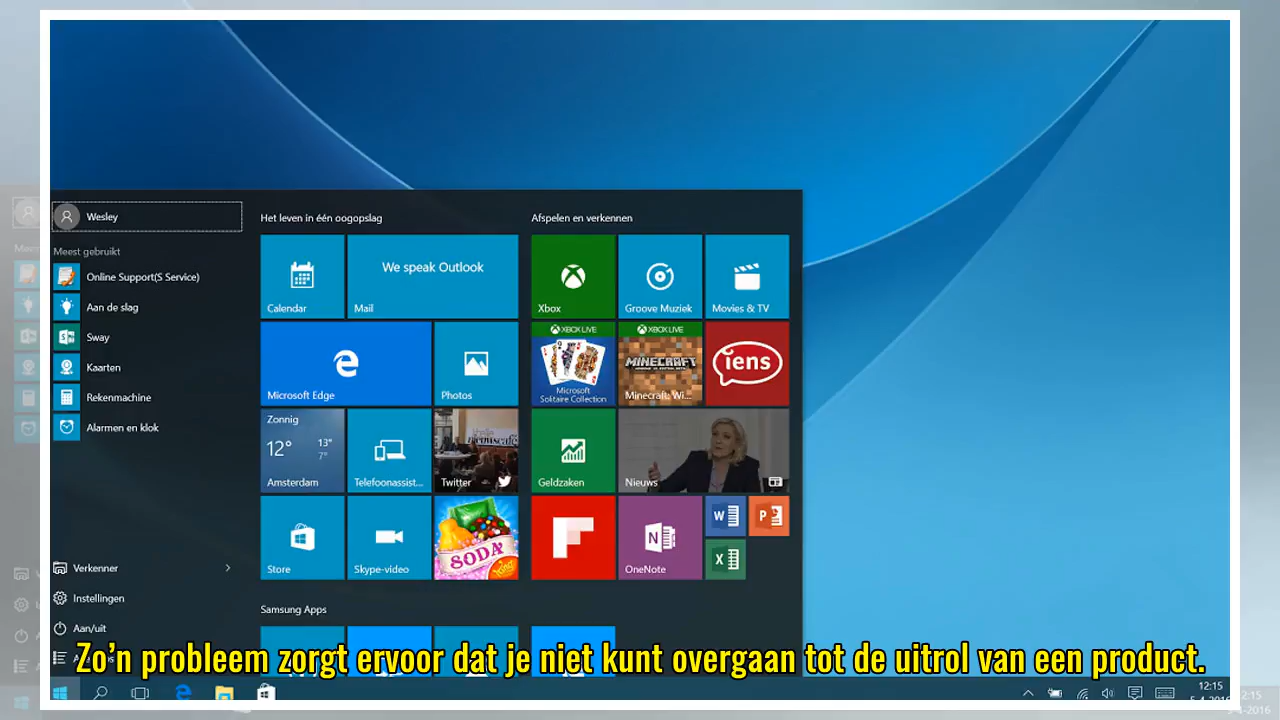 Wesley
Meest gebruikt
Online Support(S Service)
Aan de slag
Sway
Kaarten
Rekenmachine
Alarmen en klok
Verkenner
Instellingen
Aan/uit
Het leven in één oogopslag
Calendar
We speak Outlook
Mail
Microsoft Edge
Photos
Zonnig
12° 13°
7°
Amsterdam
Telefoonassist...
Twitter
Store
Skype-video
SODA
King
Samsung Apps
Afspelen en verkennen
Xbox
Groove Muziek
Movies & TV
XBOX LIVE
Microsoft
Solitaire Collection
XBOX LIVE
MINECRAFT
Minecraft: Wi...
iens
Geldzaken
Nieuws
N
OneNote
W
P
X
Zo’n probleem zorgt ervoor dat je niet kunt overgaan tot de uitrol van een product.
12:15
5-4-2016